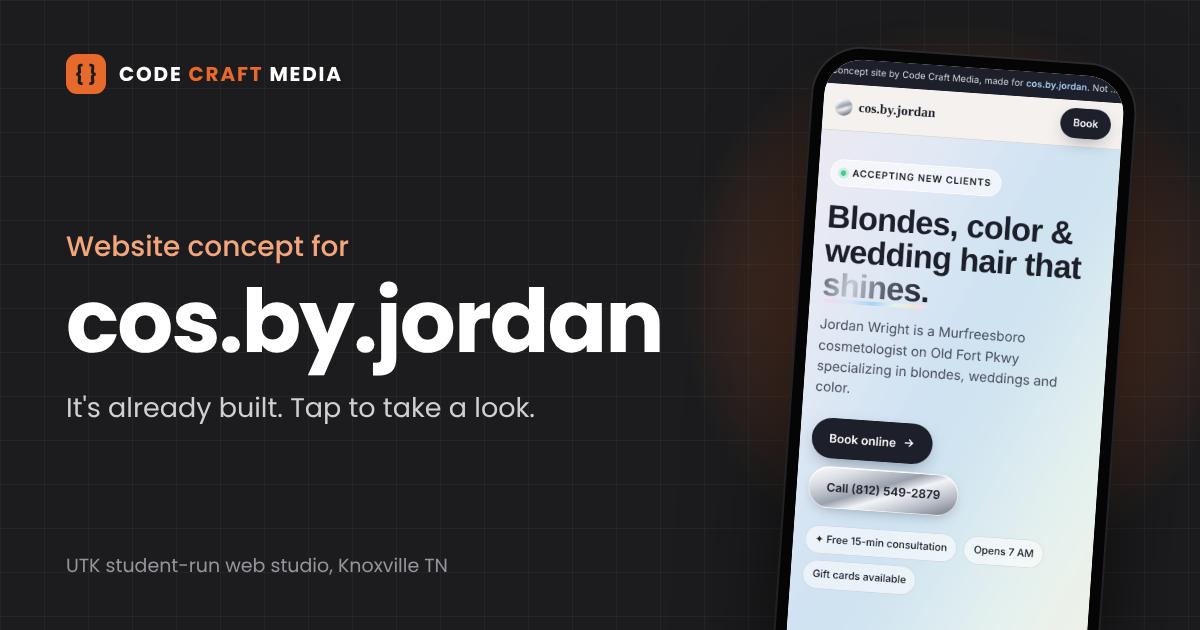 { } CODE CRAFT MEDIA
Website concept for
cos.by.jordan
It's already built. Tap to take a look.
UTK student-run web studio, Knoxville TN
concept site by Code Craft Media, made for cos.by.jordan. Not ...
cos.by.jordan
Book
ACCEPTING NEW CLIENTS
Blondes, color &
wedding hair that
shines.
Jordan Wright is a Murfreesboro
cosmetologist on Old Fort Pkwy
specializing in blondes, weddings and
color.
Book online →
Call (812) 549-2879
✦ Free 15-min consultation
Opens 7 AM
Gift cards available